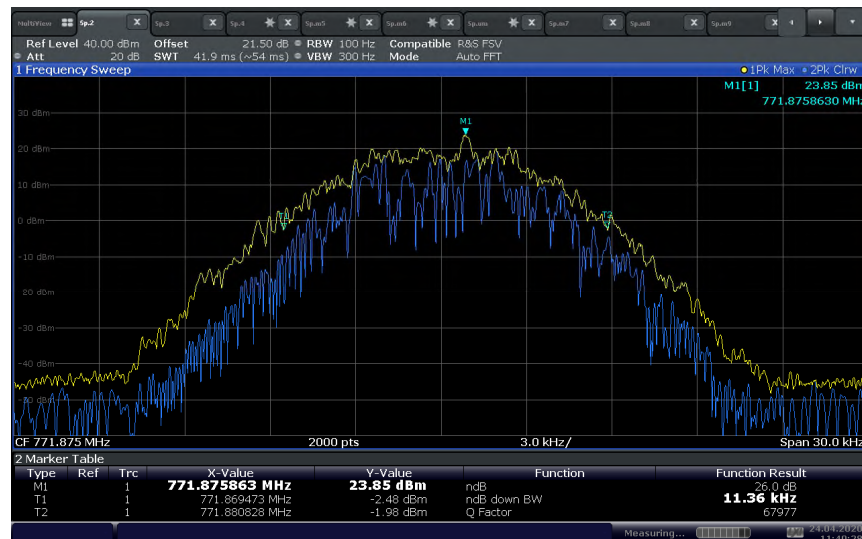 MultiView Sp.2 X Sp.3 X Sp.4 X Sp.m5 X Sp.m6 X Sp.um X Sp.m7 X Sp.m8 X Sp.m9 X
Ref Level 40.00 dBm Offset 21.50 dB RBW 100 Hz Compatible R&S FSV
Att 20 dB SWT 41.9 ms (~54 ms) VBW 300 Hz Mode Auto FFT
1 Frequency Sweep 1Pk Max 2Pk Clrw
M1[1] 23.85 dBm
771.8758630 MHz
M1
30 dBm
20 dBm
10 dBm
T1 T2
0 dBm
-10 dBm
20 dBm
-30 dBm
-40 dBm
-50 dBm
CF 771.875 MHz 2000 pts 3.0 kHz/ Span 30.0 kHz
2 Marker Table
Type Ref Trc X-Value Y-Value Function Function Result
M1 1 771.875863 MHz 23.85 dBm ndB 26.0 dB
T1 1 771.869473 MHz -2.48 dBm ndB down BW 11.36 kHz
T2 1 771.880828 MHz -1.98 dBm Q Factor 67977
Measuring... 24.04.2020